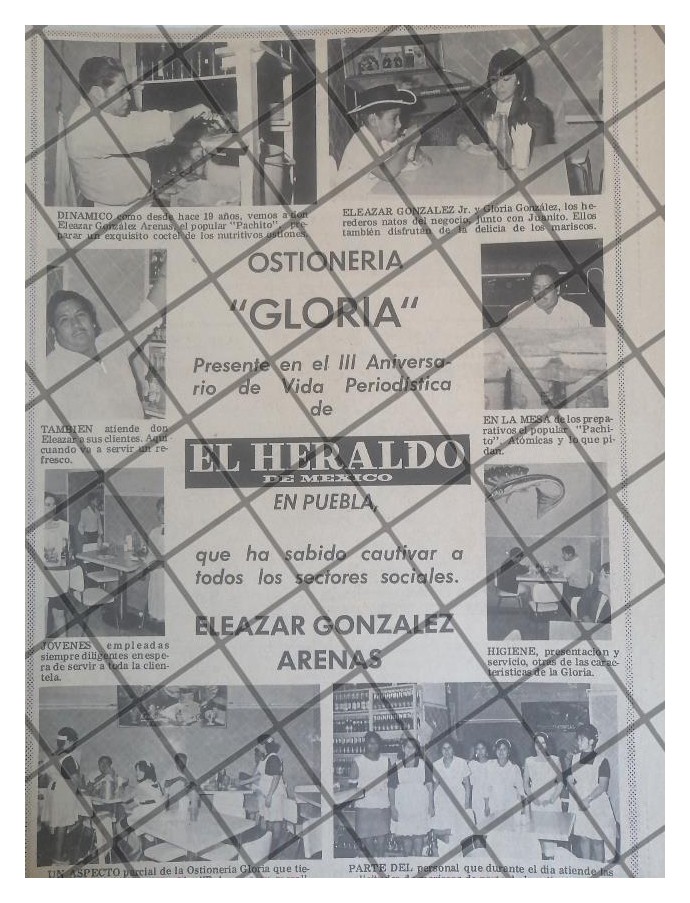 DINAMICO como desde hace 19 años, vemos a don
Eleazar González Arenas, el popular "Pachito", pre-
parar un exquisito coctel de los nutritivos ostiones.
ELEAZAR GONZALEZ Jr. y Gloria González, los he-
rederos natos del negocio, junto con Juanito. Ellos
también disfrutan de la delicia de los mariscos.
OSTIONERIA
"GLORIA"
Presente en el III Aniversa-
rio de Vida Periodística
de
EL HERALDO
DE MEXICO
EN PUEBLA,
que ha sabido cautivar a
todos los sectores sociales.
ELEAZAR GONZALEZ
ARENAS
TAMBIEN atiende don
Eleazar a sus clientes. Aquí
cuando va a servir un re-
fresco.
EN LA MESA de los prepa-
rativos el popular "Pachi-
to". Atómicas y lo que pi-
dan.
JOVENES empleadas
siempre diligentes en espe-
ra de servir a toda la clien-
tela.
HIGIENE, presentación y
servicio, otras de las carac-
terísticas de la Gloria.
UN ASPECTO parcial de la Ostionería Gloria que tie-
PARTE DEL personal que durante el día atiende las